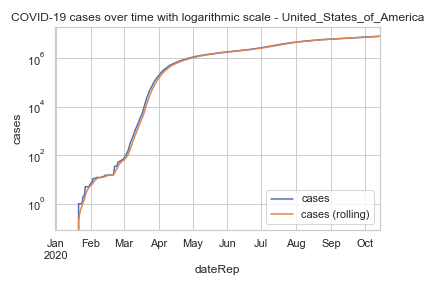 COVID-19 cases over time with logarithmic scale - United_States_of_America
10^6
10^4
10^2
10^0
cases
cases
cases (rolling)
Jan Feb Mar Apr May Jun Jul Aug Sep Oct
2020
dateRep